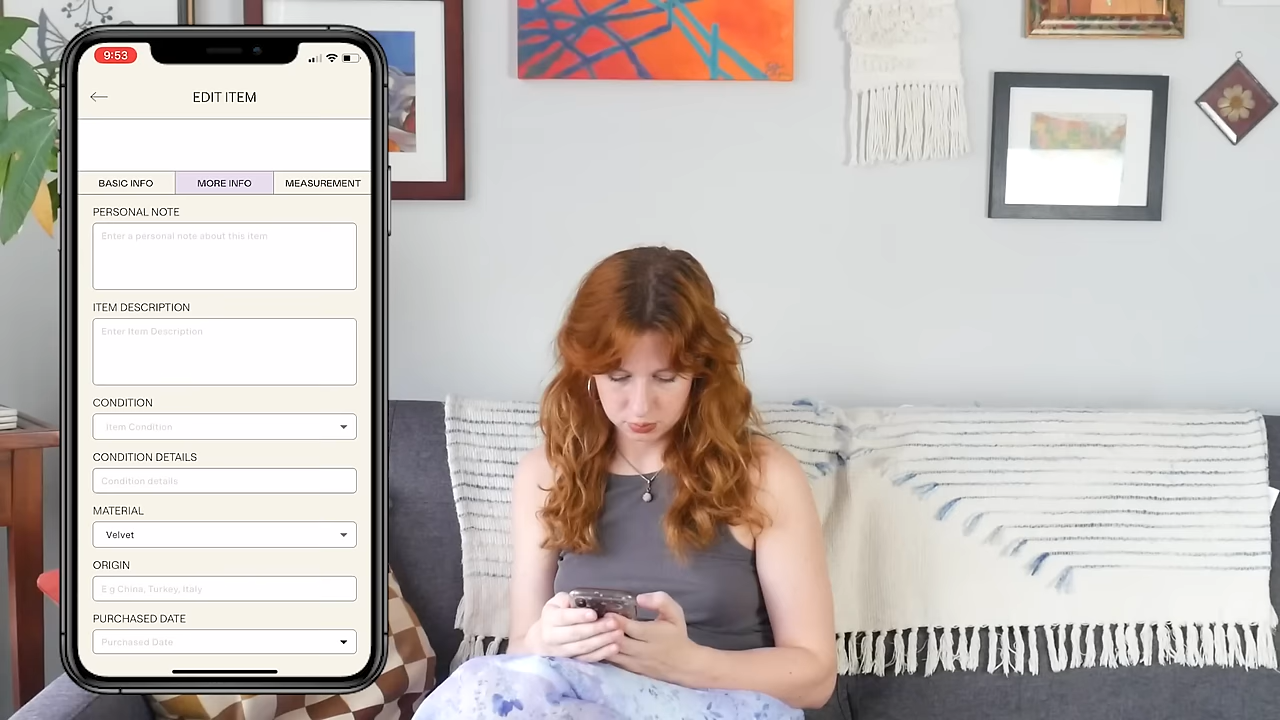 9:53
EDIT ITEM
BASIC INFO
MORE INFO
MEASUREMENT
PERSONAL NOTE
Enter a personal note about this item
ITEM DESCRIPTION
Enter Item Description
CONDITION
Item Condition
CONDITION DETAILS
Condition details
MATERIAL
Velvet
ORIGIN
E g China, Turkey, Italy
PURCHASED DATE
Purchased Date